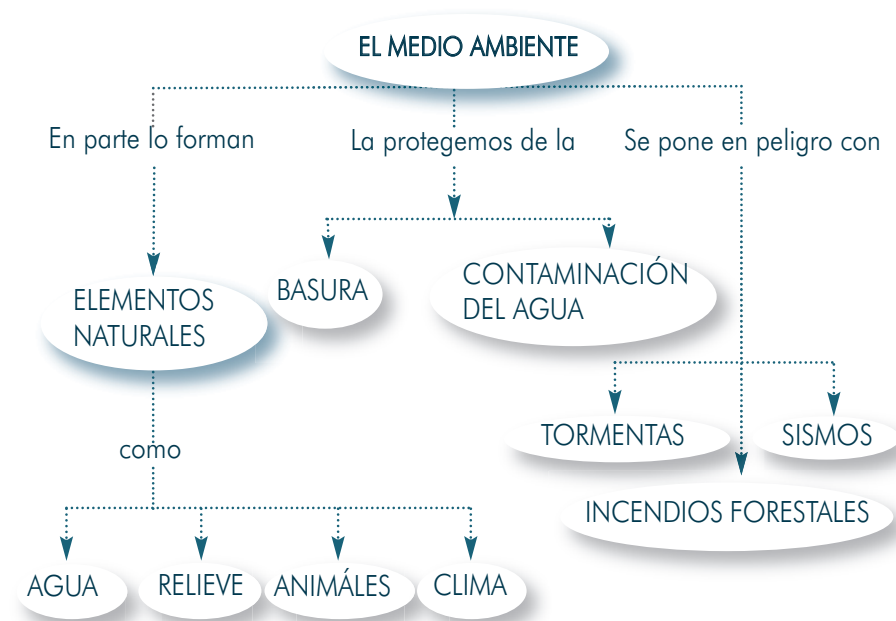 EL MEDIO AMBIENTE
En parte lo forman
La protegemos de la
Se pone en peligro con
ELEMENTOS
NATURALES
BASURA
CONTAMINACIÓN
DEL AGUA
TORMENTAS
SISMOS
INCENDIOS FORESTALES
como
AGUA
RELIEVE
ANIMÁLES
CLIMA